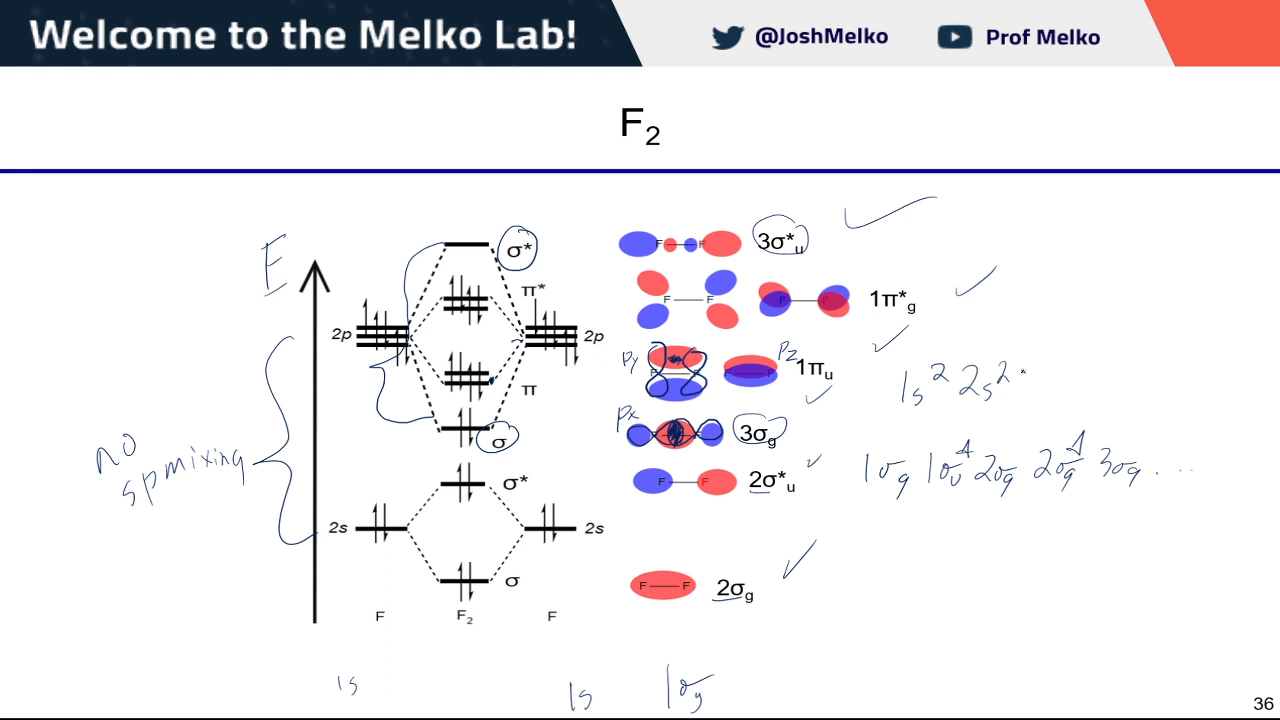 Welcome to the Melko Lab!
@JoshMelko
Prof Melko
F₂
E
σ*
3σ*ᵤ
π*
1π*g
2p
2p
py
pz
1πᵤ
π
1s² 2s²
px
σ
3σg
no
sp mixing
σ*
2σ*ᵤ
1σg 1σᵤ* 2σg 2σg* 3σg ...
2s
2s
σ
2σg
F
F₂
F
1s
1s
1σg
F F
F F
F F
F F
F F
36